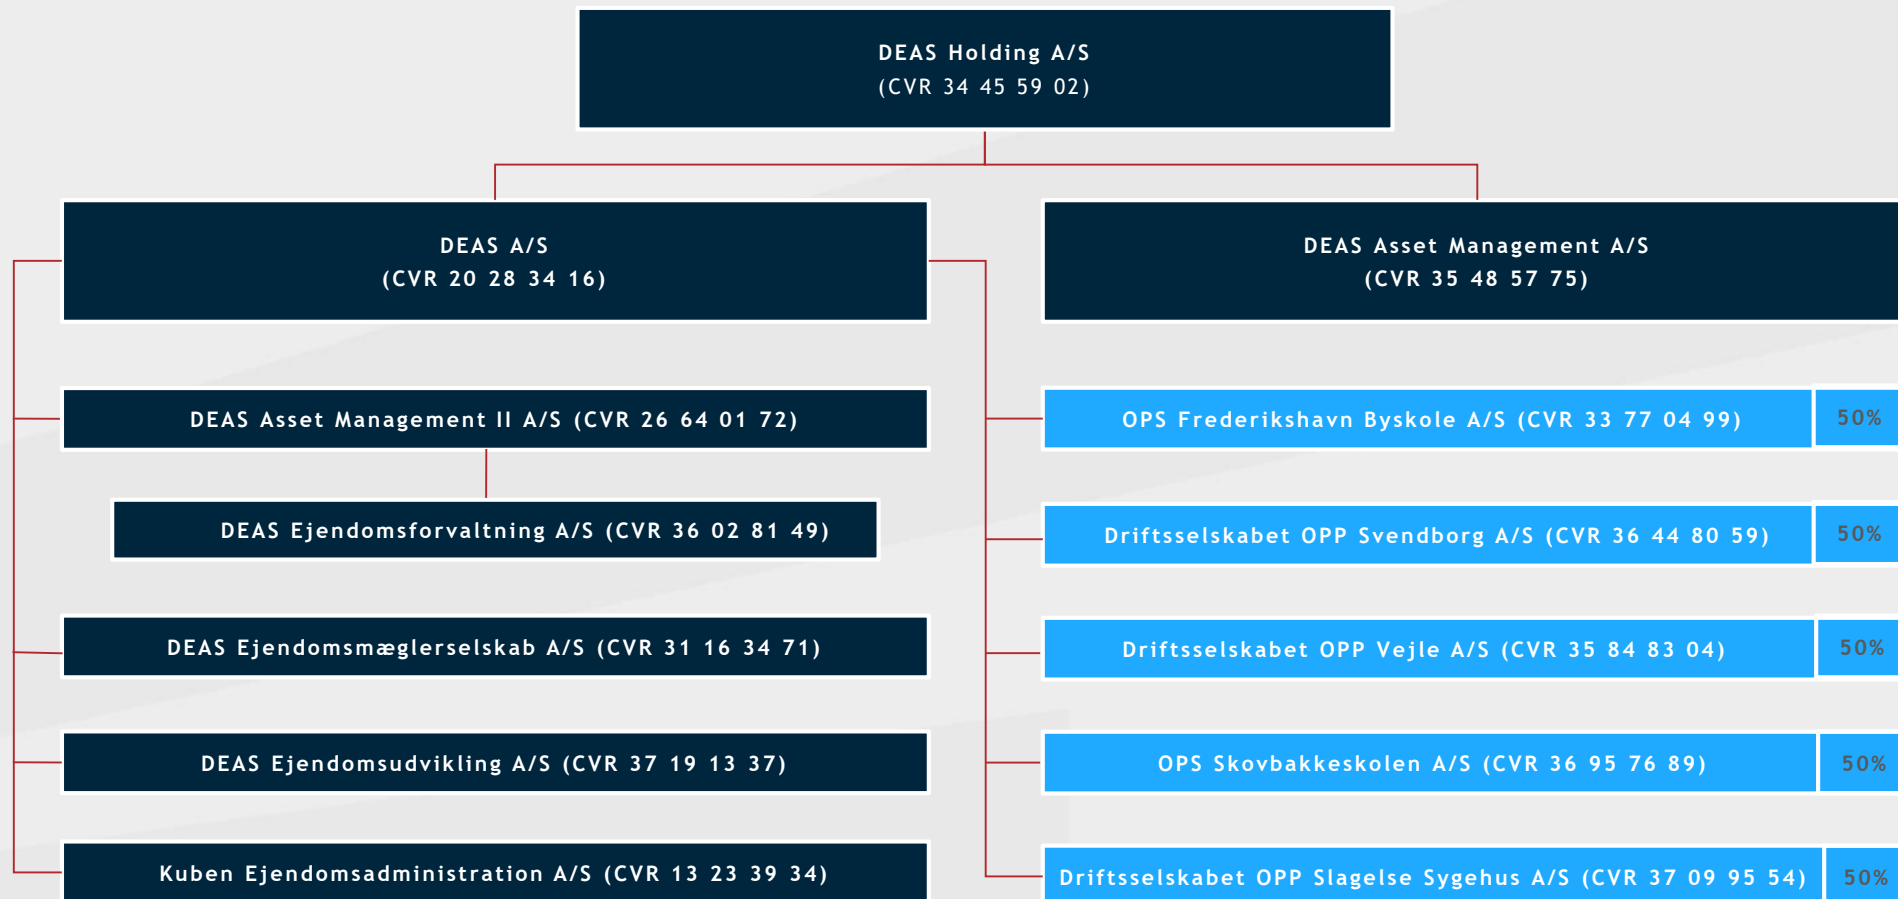 DEAS Holding A/S
(CVR 34 45 59 02)
DEAS A/S
(CVR 20 28 34 16)
DEAS Asset Management A/S
(CVR 35 48 57 75)
DEAS Asset Management II A/S (CVR 26 64 01 72)
DEAS Ejendomsforvaltning A/S (CVR 36 02 81 49)
DEAS Ejendomsmæglerselskab A/S (CVR 31 16 34 71)
DEAS Ejendomsudvikling A/S (CVR 37 19 13 37)
Kuben Ejendomsadministration A/S (CVR 13 23 39 34)
OPS Frederikshavn Byskole A/S (CVR 33 77 04 99) 50%
Driftsselskabet OPP Svendborg A/S (CVR 36 44 80 59) 50%
Driftsselskabet OPP Vejle A/S (CVR 35 84 83 04) 50%
OPS Skovbakkeskolen A/S (CVR 36 95 76 89) 50%
Driftsselskabet OPP Slagelse Sygehus A/S (CVR 37 09 95 54) 50%